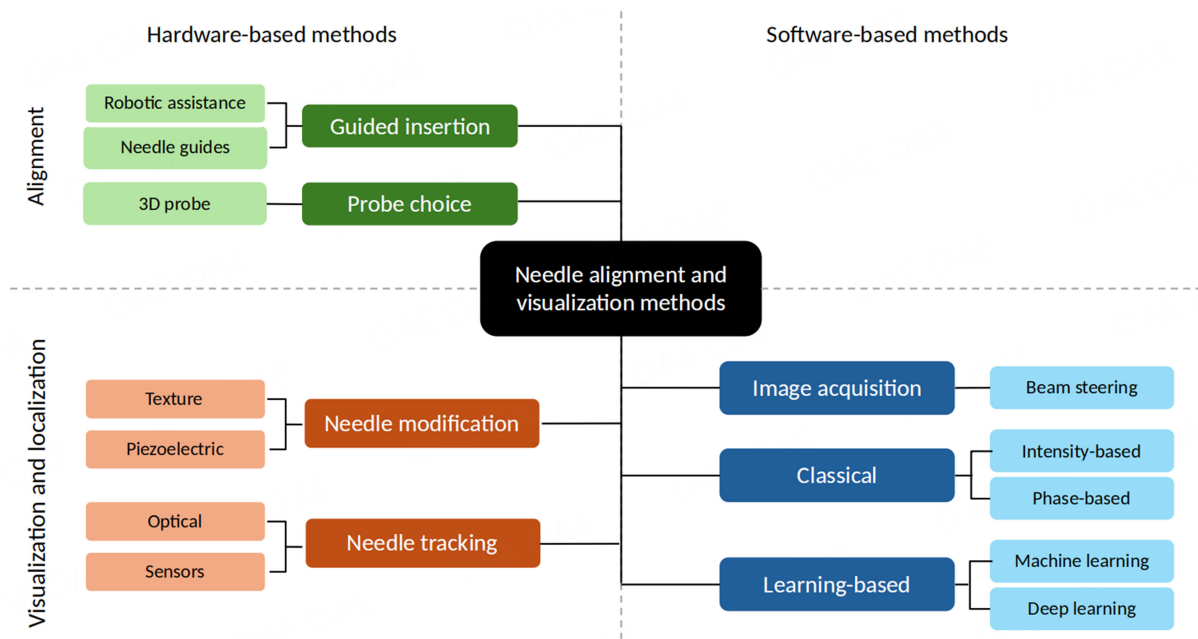 Hardware-based methods
Software-based methods
Alignment
Robotic assistance
Needle guides
Guided insertion
3D probe
Probe choice
Needle alignment and
visualization methods
Visualization and localization
Texture
Piezoelectric
Needle modification
Optical
Sensors
Needle tracking
Image acquisition
Beam steering
Classical
Intensity-based
Phase-based
Learning-based
Machine learning
Deep learning